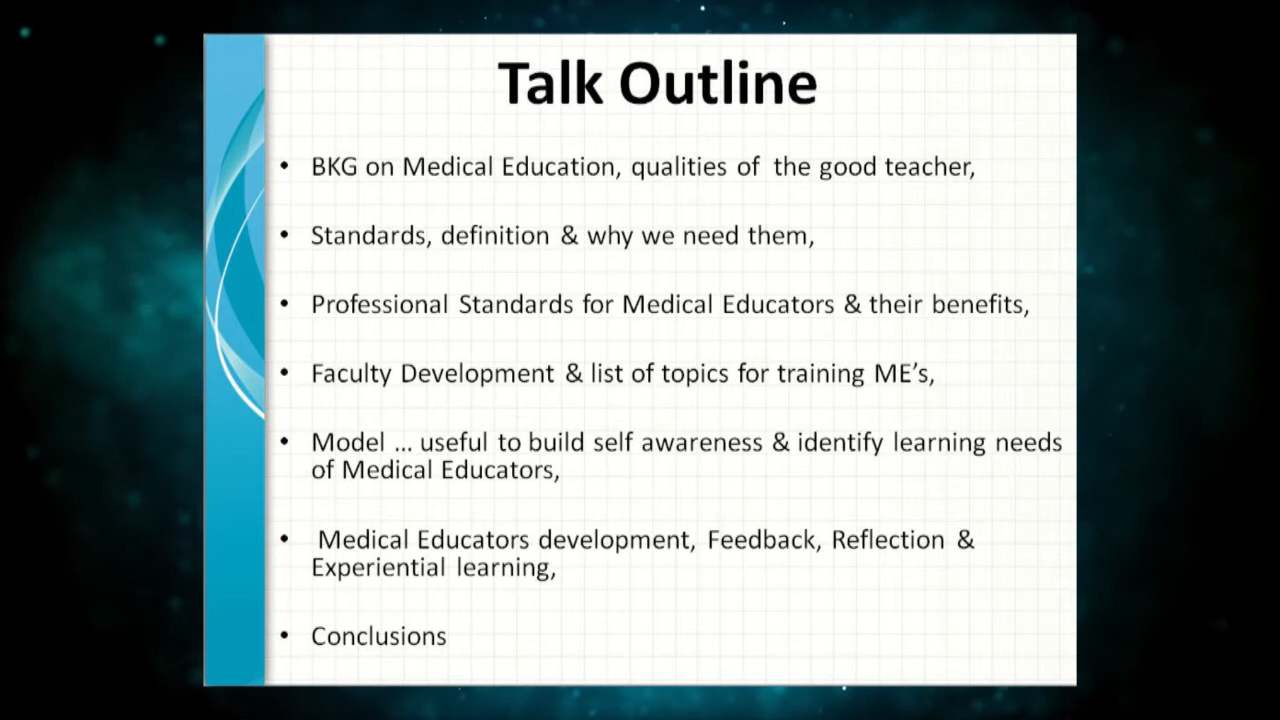 Talk Outline
• BKG on Medical Education, qualities of the good teacher,
• Standards, definition & why we need them,
• Professional Standards for Medical Educators & their benefits,
• Faculty Development & list of topics for training ME’s,
• Model ... useful to build self awareness & identify learning needs
of Medical Educators,
• Medical Educators development, Feedback, Reflection &
Experiential learning,
• Conclusions